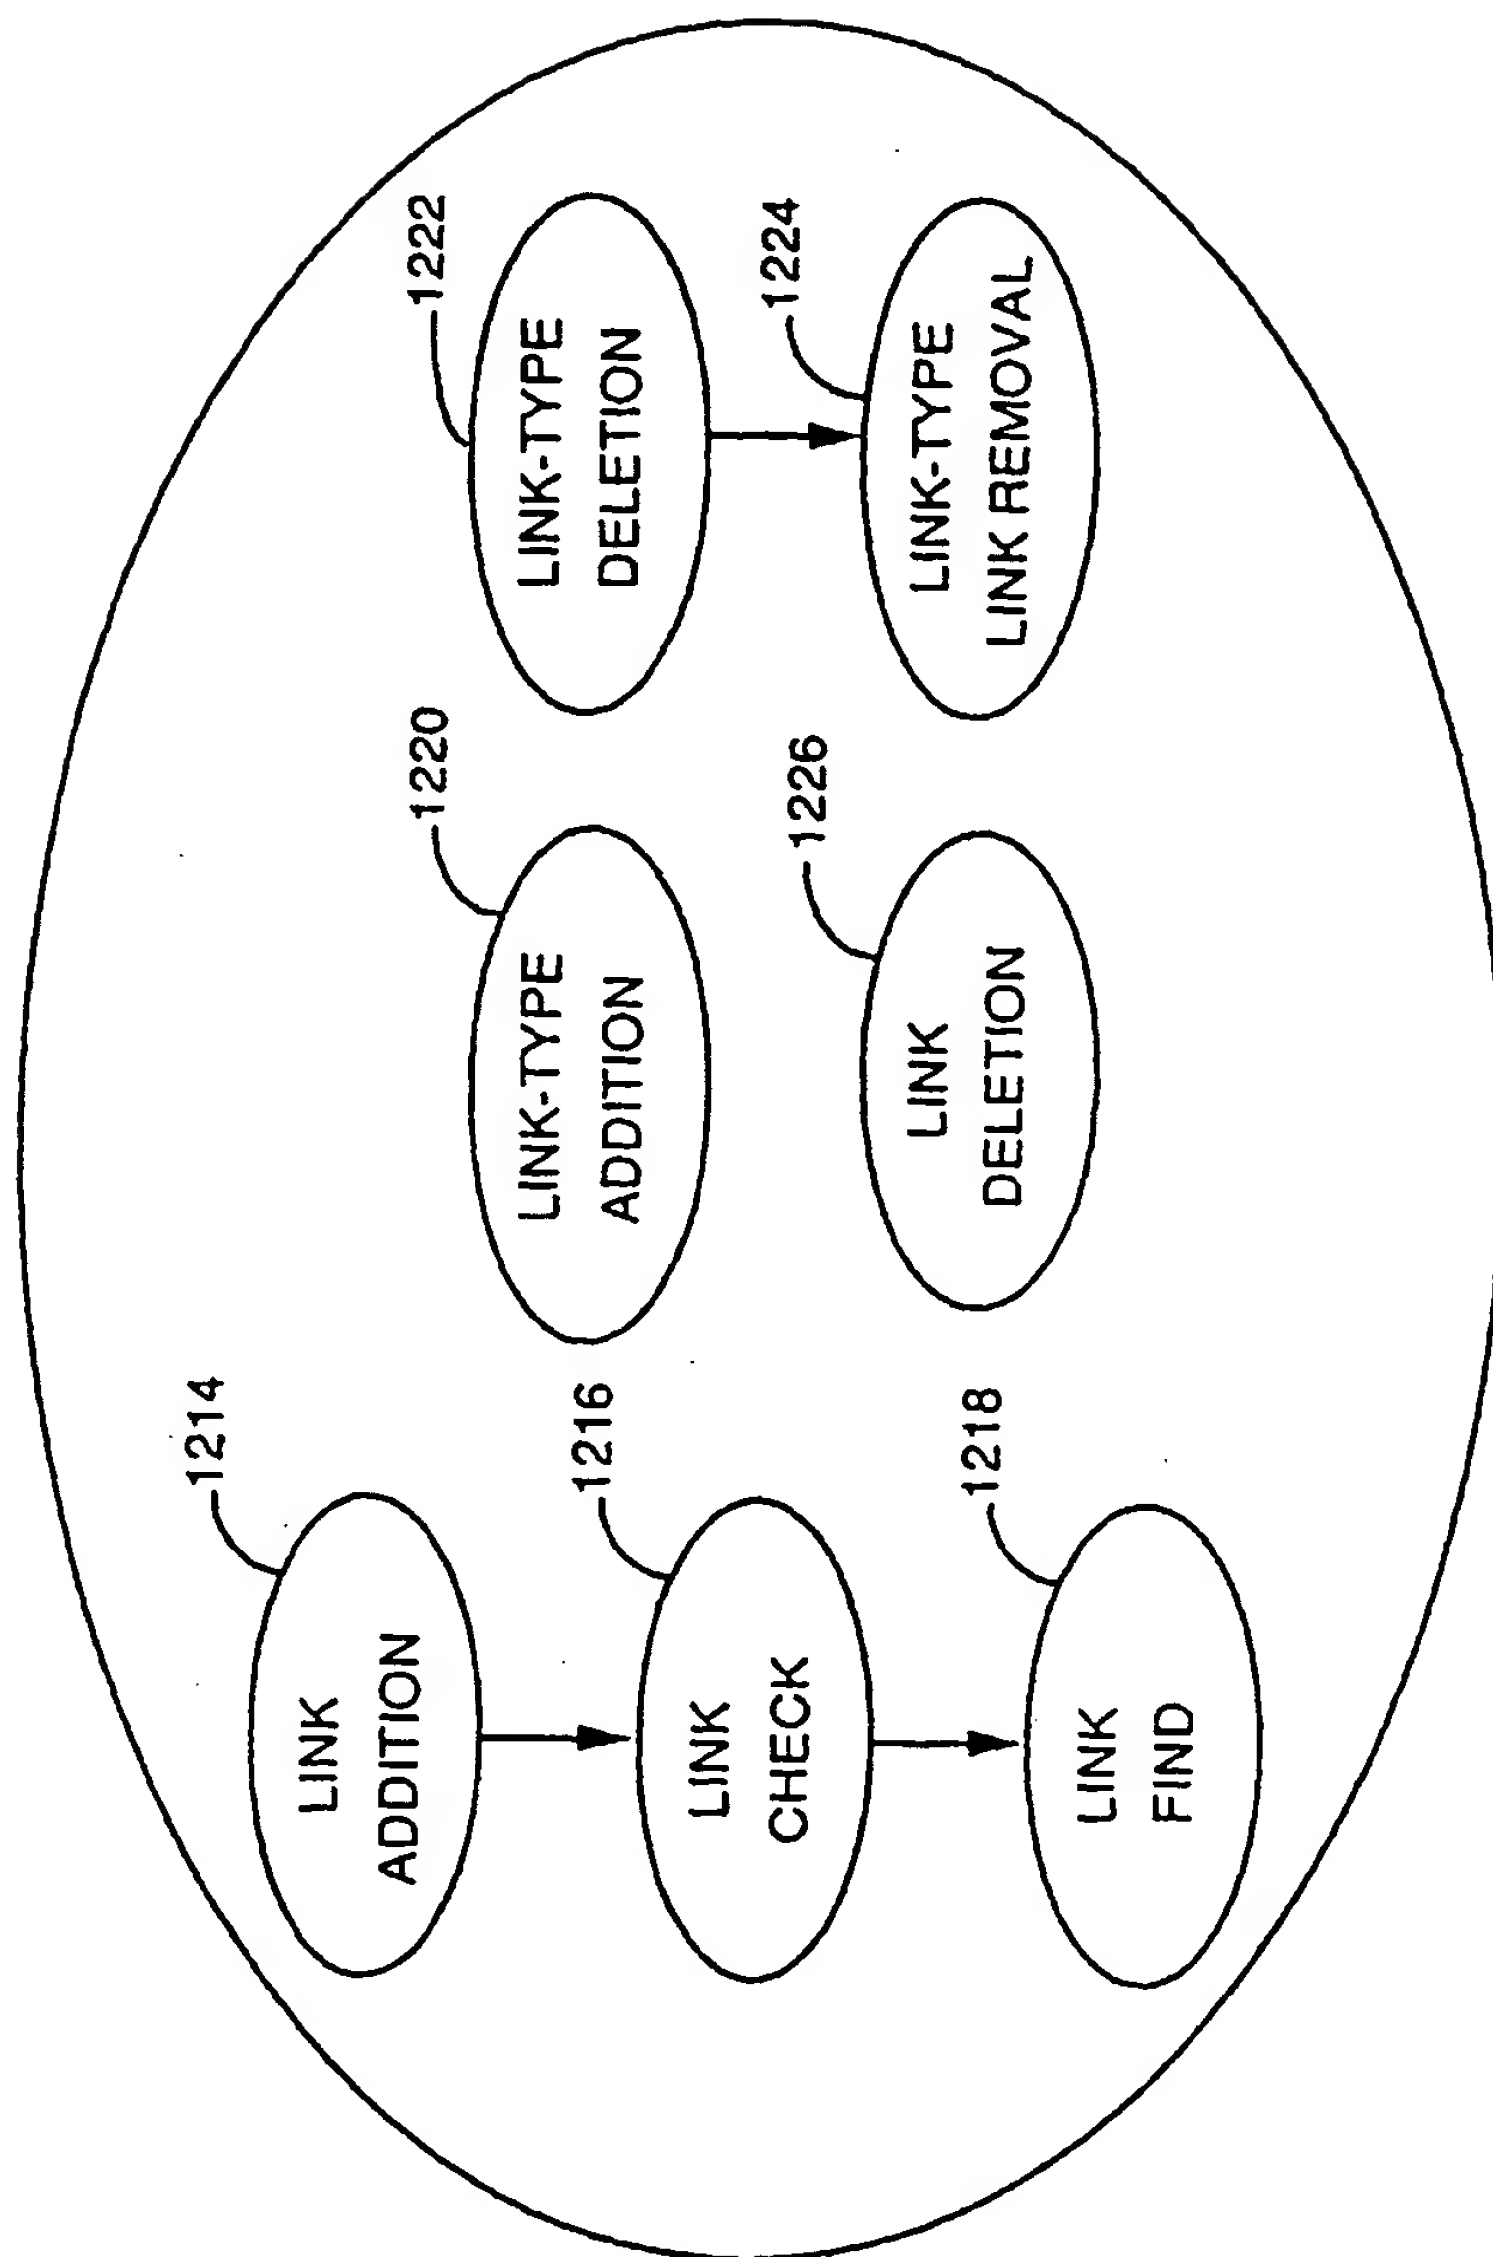 1214
LINK
ADDITION
1216
LINK
CHECK
1218
LINK
FIND
1220
LINK-TYPE
ADDITION
1226
LINK
DELETION
1222
LINK-TYPE
DELETION
1224
LINK-TYPE
LINK REMOVAL